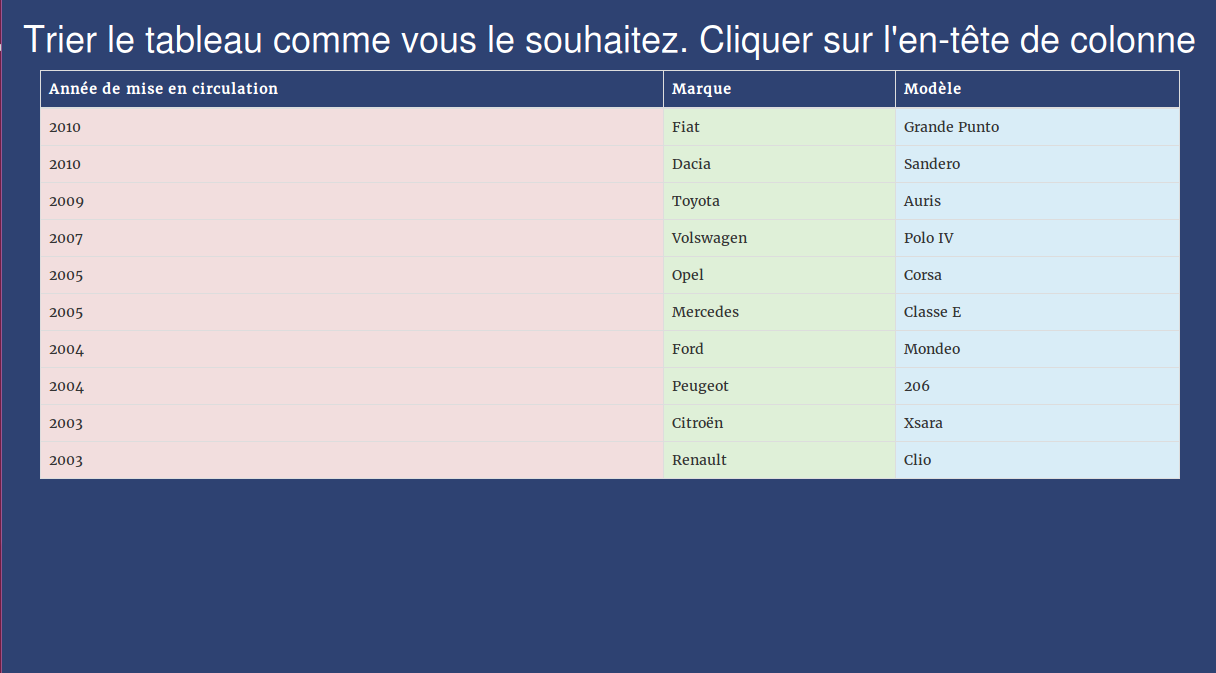 Trier le tableau comme vous le souhaitez. Cliquer sur l'en-tête de colonne
Année de mise en circulation Marque Modèle
2010 Fiat Grande Punto
2010 Dacia Sandero
2009 Toyota Auris
2007 Volswagen Polo IV
2005 Opel Corsa
2005 Mercedes Classe E
2004 Ford Mondeo
2004 Peugeot 206
2003 Citroën Xsara
2003 Renault Clio